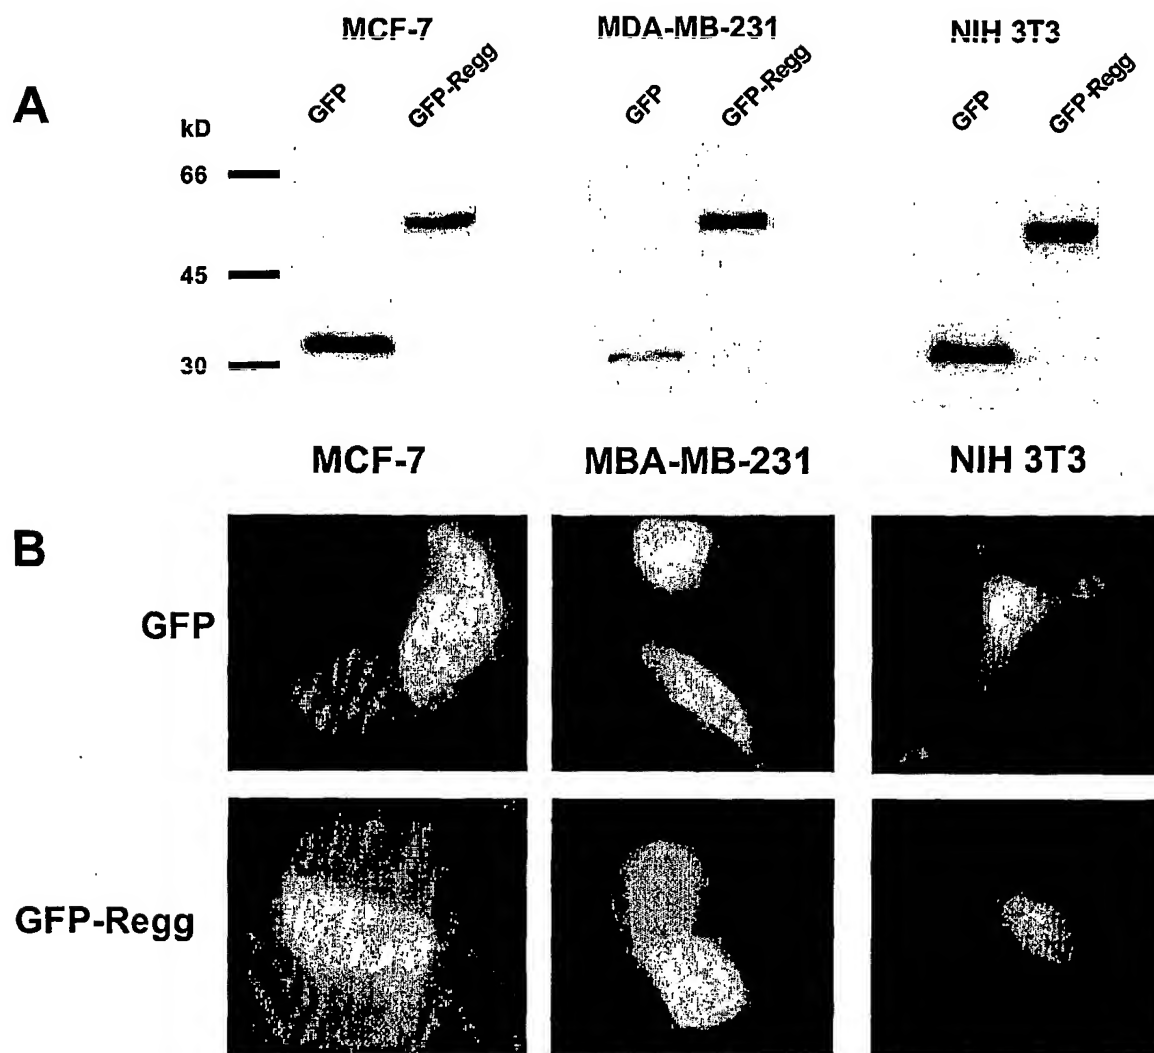 MCF-7 MDA-MB-231 NIH 3T3
A
GFP GFP-Regg GFP GFP-Regg GFP GFP-Regg
kD
66
45
30
MCF-7 MBA-MB-231 NIH 3T3
B
GFP
GFP-Regg